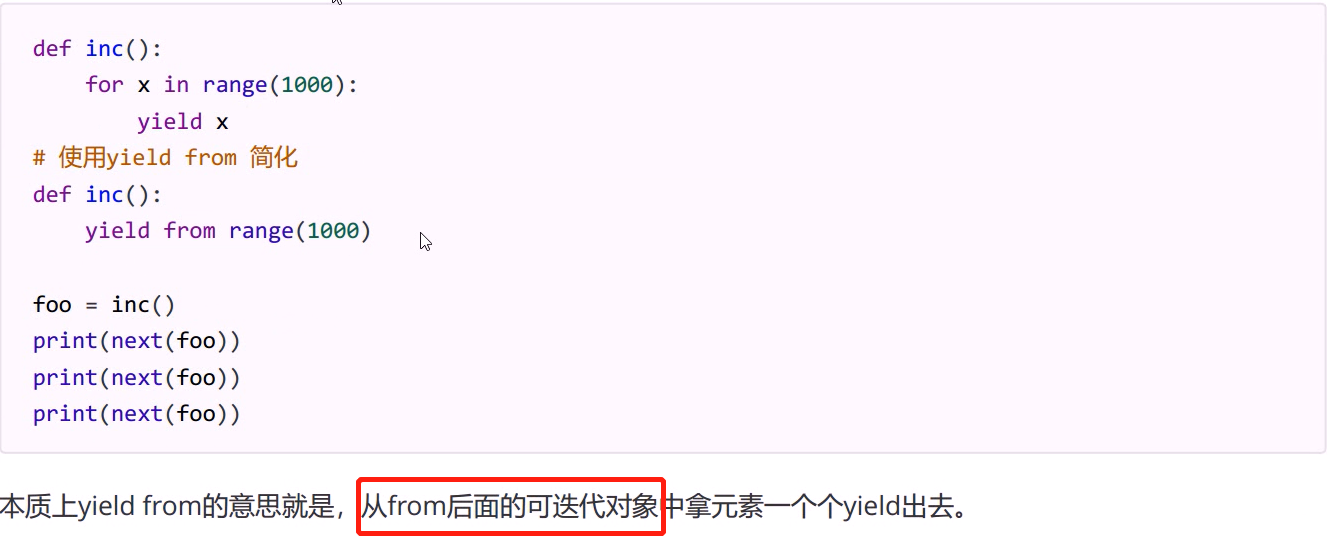 def inc():
    for x in range(1000):
        yield x
# 使用yield from 简化
def inc():
    yield from range(1000)
foo = inc()
print(next(foo))
print(next(foo))
print(next(foo))
本质上yield from的意思就是，从from后面的可迭代对象中拿元素一个个yield出去。